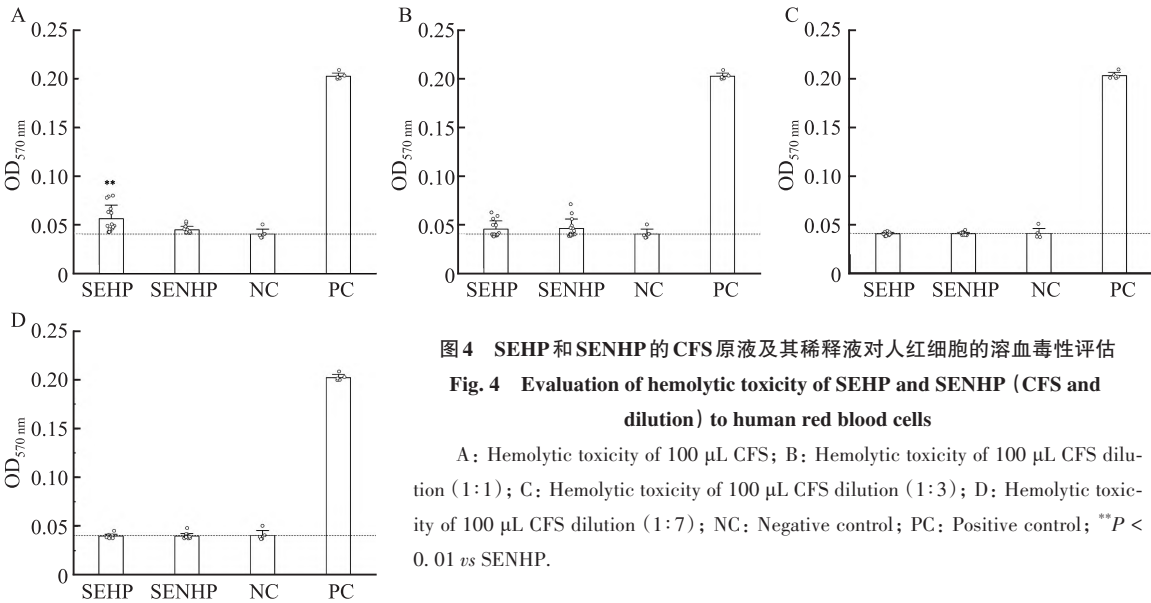 A
0.25
0.20
0.15
0.10
0.05
0
OD570 nm
**
SEHP SENHP NC PC
B
0.25
0.20
0.15
0.10
0.05
0
OD570 nm
SEHP SENHP NC PC
C
0.25
0.20
0.15
0.10
0.05
0
OD570 nm
SEHP SENHP NC PC
D
0.25
0.20
0.15
0.10
0.05
0
OD570 nm
SEHP SENHP NC PC
图4 SEHP和SENHP的CFS原液及其稀释液对人红细胞的溶血毒性评估
Fig. 4 Evaluation of hemolytic toxicity of SEHP and SENHP (CFS and
dilution) to human red blood cells
A: Hemolytic toxicity of 100 μL CFS; B: Hemolytic toxicity of 100 μL CFS dilu-
tion (1∶1); C: Hemolytic toxicity of 100 μL CFS dilution (1∶3); D: Hemolytic toxic-
ity of 100 μL CFS dilution (1∶7); NC: Negative control; PC: Positive control; **P <
0. 01 vs SENHP.